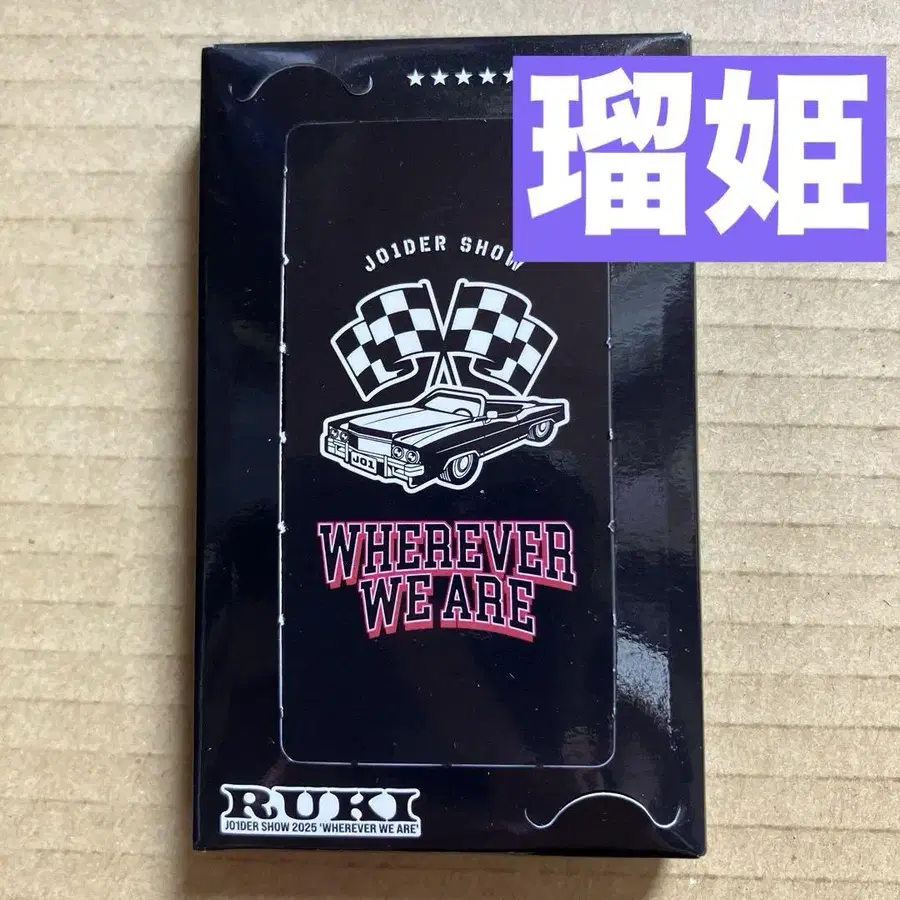 ★★★★★
瑠姫
JO1DER SHOW
JO1
WHEREVER
WE ARE
RUKI
JO1DER SHOW 2025 'WHEREVER WE ARE'